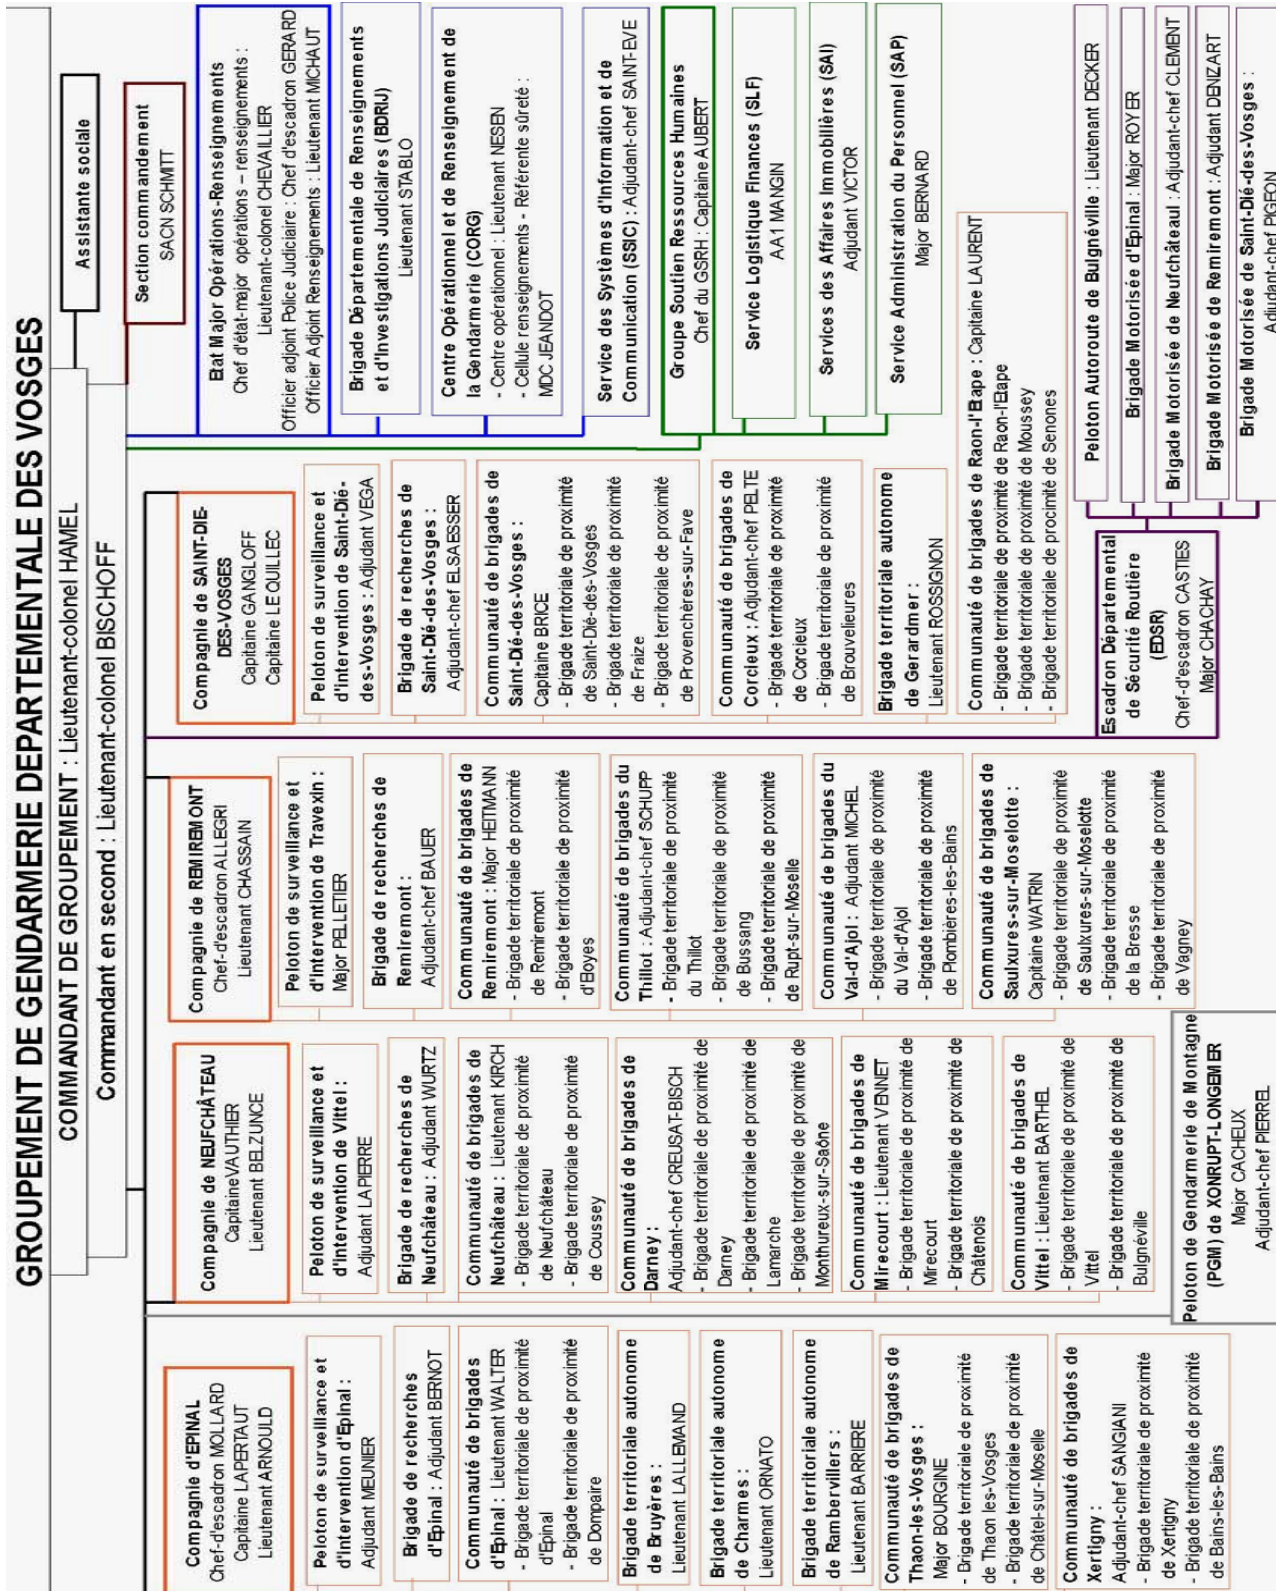 GROUPEMENT DE GENDARMERIE DEPARTEMENTALE DES VOSGES
COMMANDANT DE GROUPEMENT : Lieutenant-colonel HAMEL
Commandant en second : Lieutenant-colonel BISCHOFF
Assistante sociale
Section commandement
SACN SCHMITT
Compagnie d'EPINAL
Chef-d'escadron MOLLARD
Capitaine LAPERTAUT
Lieutenant ARNOULD
Peloton de surveillance et
d'Intervention d'Epinal :
Adjudant MEUNIER
Brigade de recherches
d'Epinal : Adjudant BERNOT
Communauté de brigades
d'Epinal : Lieutenant WALTER
- Brigade territoriale de proximité
d'Epinal
- Brigade territoriale de proximité
de Dompaire
Brigade territoriale autonome
de Bruyères :
Lieutenant LALLEMAND
Brigade territoriale autonome
de Charmes :
Lieutenant ORNATO
Brigade territoriale autonome
de Rambervillers :
Lieutenant BARRIERE
Communauté de brigades de
Thaon-les-Vosges :
Major BOURGINE
- Brigade territoriale de proximité
de Thaon les-Vosges
- Brigade territoriale de proximité
de Châtel-sur-Moselle
Communauté de brigades de
Xertigny :
Adjudant-chef SANGIANI
- Brigade territoriale de proximité
de Xertigny
- Brigade territoriale de proximité
de Bains-les-Bains
Compagnie de NEUFCHÂTEAU
Capitaine VAUTHIER
Lieutenant BELZUNCE
Peloton de surveillance et
d'Intervention de Vittel :
Adjudant LAPIERRE
Brigade de recherches de
Neufchâteau : Adjudant WURTZ
Communauté de brigades de
Neufchâteau : Lieutenant KIRCH
- Brigade territoriale de proximité
de Neufchâteau
- Brigade territoriale de proximité
de Coussey
Communauté de brigades de
Darney :
Adjudant-chef CREUSAT-BISCH
- Brigade territoriale de proximité de
Darney
- Brigade territoriale de proximité de
Lamarche
- Brigade territoriale de proximité de
Monthureux-sur-Saône
Communauté de brigades de
Mirecourt : Lieutenant VENNET
- Brigade territoriale de proximité de
Mirecourt
- Brigade territoriale de proximité de
Châtenois
Communauté de brigades de
Vittel : Lieutenant BARTHEL
- Brigade territoriale de proximité de
Vittel
- Brigade territoriale de proximité de
Bulgnéville
Peloton de Gendarmerie de Montagne
(PGM) de XONRUPT-LONGEMER
Major CACHEUX
Adjudant-chef PIERREL
Compagnie de REMIREMONT
Chef-d'escadron ALLEGRI
Lieutenant CHASSAIN
Peloton de surveillance et
d'Intervention de Travexin :
Major PELLETIER
Brigade de recherches de
Remiremont :
Adjudant-chef BAUER
Communauté de brigades de
Remiremont : Major HEITMANN
- Brigade territoriale de proximité
de Remiremont
- Brigade territoriale de proximité
d'Eloyes
Communauté de brigades du
Thillot : Adjudant-chef SCHUPP
- Brigade territoriale de proximité
du Thillot
- Brigade territoriale de proximité
de Bussang
- Brigade territoriale de proximité
de Rupt-sur-Moselle
Communauté de brigades du
Val-d'Ajol : Adjudant MICHEL
- Brigade territoriale de proximité
du Val-d'Ajol
- Brigade territoriale de proximité
de Plombières-les-Bains
Communauté de brigades de
Saulxures-sur-Moselotte :
Capitaine WATRIN
- Brigade territoriale de proximité
de Saulxures-sur-Moselotte
- Brigade territoriale de proximité
de la Bresse
- Brigade territoriale de proximité
de Vagney
Compagnie de SAINT-DIE-
DES-VOSGES
Capitaine GANGLOFF
Capitaine LE QUILLEC
Peloton de surveillance et
d'Intervention de Saint-Dié-
des-Vosges : Adjudant VEGA
Brigade de recherches de
Saint-Dié-des-Vosges :
Adjudant-chef ELSAESSER
Communauté de brigades de
Saint-Dié-des-Vosges :
Capitaine BRICE
- Brigade territoriale de proximité
de Saint-Dié-des-Vosges
- Brigade territoriale de proximité
de Fraize
- Brigade territoriale de proximité
de Provenchères-sur-Fave
Communauté de brigades de
Corcieux : Adjudant-chef PELTE
- Brigade territoriale de proximité
de Corcieux
- Brigade territoriale de proximité
de Brouvelieures
Brigade territoriale autonome
de Gerardmer :
Lieutenant ROSSIGNON
Communauté de brigades de Raon-l'Etape : Capitaine LAURENT
- Brigade territoriale de proximité de Raon-l'Etape
- Brigade territoriale de proximité de Moussey
- Brigade territoriale de procimité de Senones
Escadron Départemental
de Sécurité Routière
(EDSR)
Chef-d'escadron CASTIES
Major CHACHAY
Etat Major Opérations-Renseignements
Chef d'état-major opérations – renseignements :
Lieutenant-colonel CHEVAILLIER
Officier adjoint Police Judiciaire : Chef d'escadron GERARD
Officier Adjoint Renseignements : Lieutenant MICHAUT
Brigade Départementale de Renseignements
et d'Investigations Judiciaires (BDRIJ)
Lieutenant STABLO
Centre Opérationnel et de Renseignement de
la Gendarmerie (CORG)
- Centre opérationnel : Lieutenant NESEN
- Cellule renseignements - Référente sûreté :
MDC JEANDOT
Service des Systèmes d'Information et de
Communication (SSIC) : Adjudant-chef SAINT-EVE
Groupe Soutien Ressources Humaines
Chef du GSRH : Capitaine AUBERT
Service Logistique Finances (SLF)
AA1 MANGIN
Services des Affaires Immobilières (SAI)
Adjudant VICTOR
Service Administration du Personnel (SAP)
Major BERNARD
Peloton Autoroute de Bulgnéville : Lieutenant DECKER
Brigade Motorisée d'Epinal : Major ROYER
Brigade Motorisée de Neufchâteaul : Adjudant-chef CLEMENT
Brigade Motorisée de Remiremont : Adjudant DENIZART
Brigade Motorisée de Saint-Dié-des-Vosges :
Adjudant-chef PIGEON